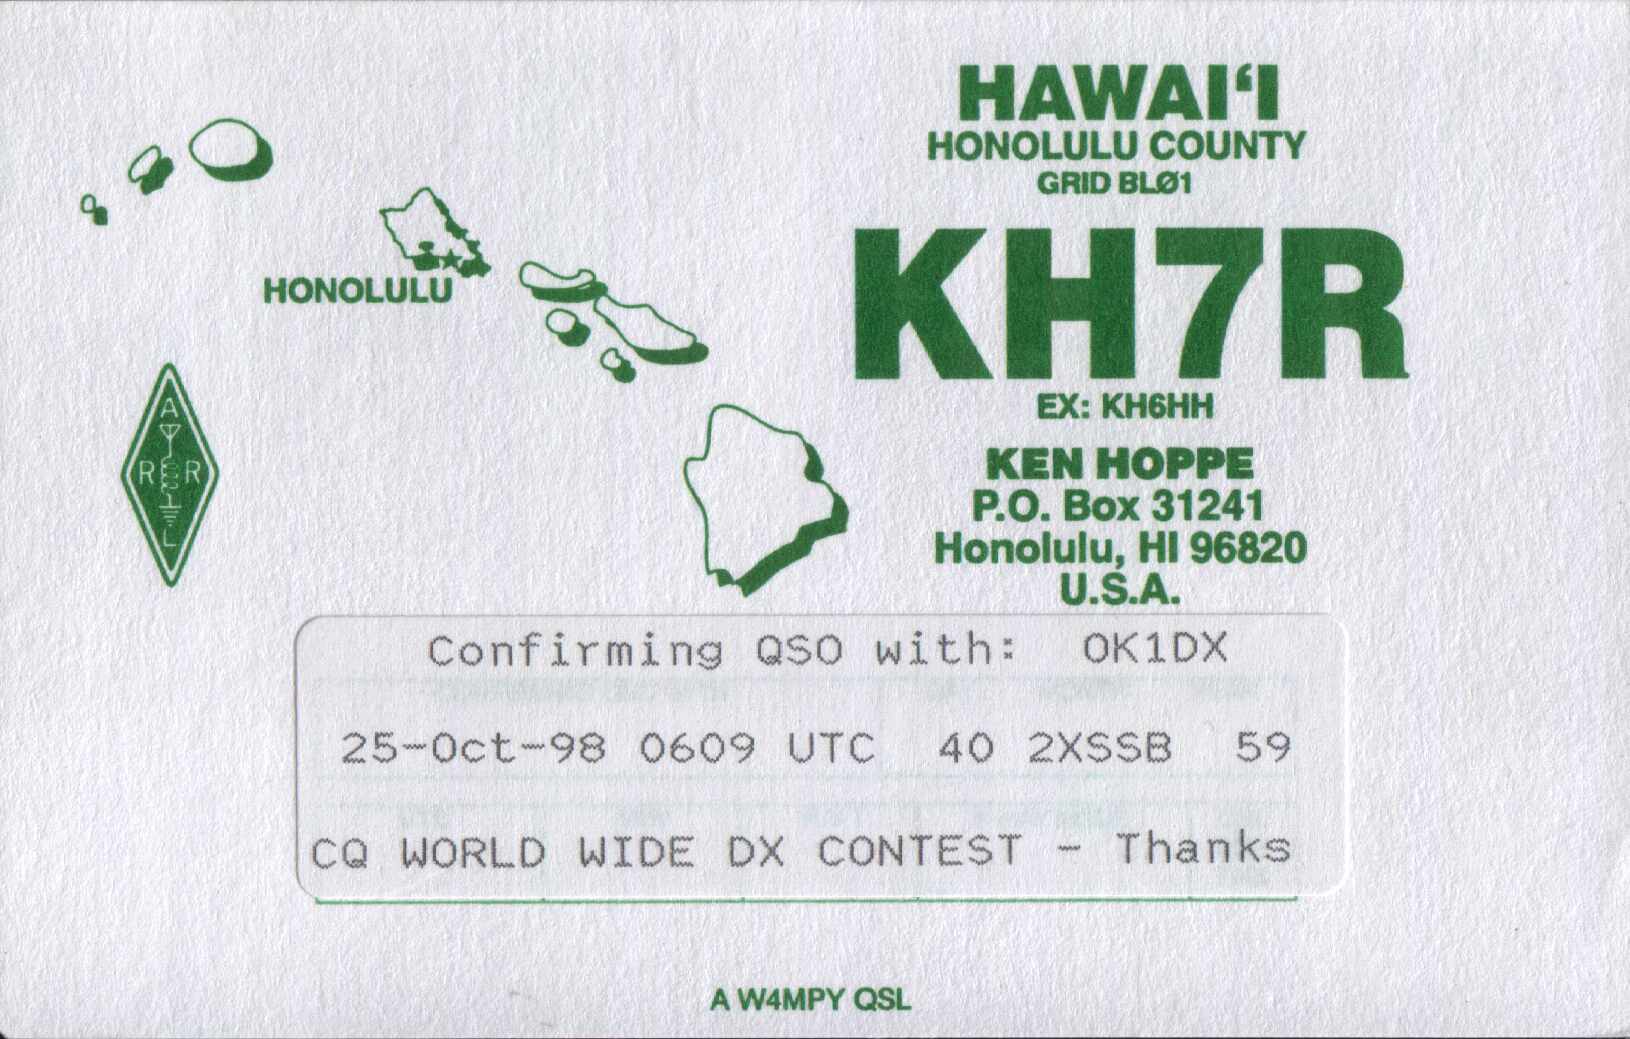 HAWAI‘I
HONOLULU COUNTY
GRID BLØ1
KH7R
EX: KH6HH
KEN HOPPE
P.O. Box 31241
Honolulu, HI 96820
U.S.A.
HONOLULU
A
R R
L
Confirming QSO with: OK1DX
25-Oct-98 0609 UTC 40 2XSSB 59
CQ WORLD WIDE DX CONTEST - Thanks
A W4MPY QSL